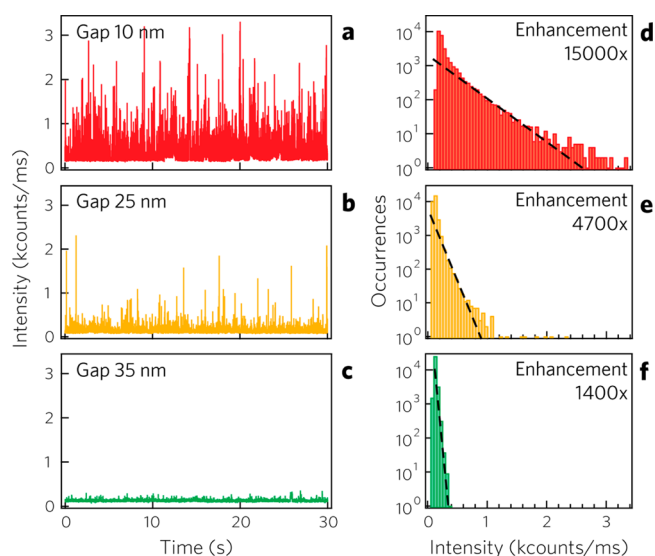 Gap 10 nm
a
3
2
1
0
Gap 25 nm
b
3
2
1
0
Gap 35 nm
c
3
2
1
0
0
10
20
30
Time (s)
Intensity (kcounts/ms)
Enhancement
15000x
d
10⁴
10³
10²
10¹
10⁰
Enhancement
4700x
e
10⁴
10³
10²
10¹
10⁰
Enhancement
1400x
f
10⁴
10³
10²
10¹
10⁰
0
1
2
3
Intensity (kcounts/ms)
Occurrences